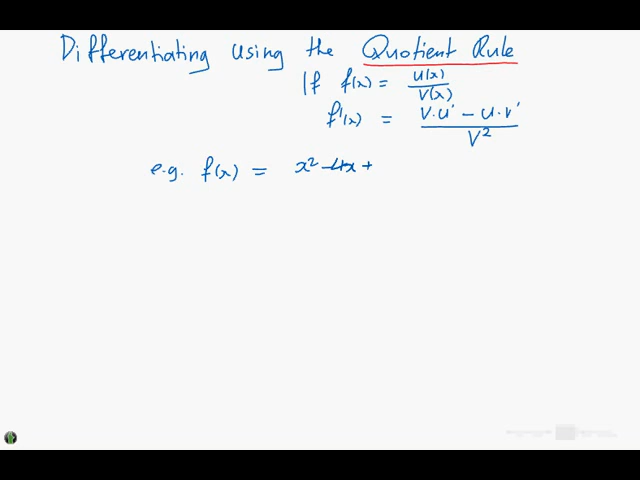 Differentiating using the Quotient Rule
If f(x) = u(x)/v(x)
f'(x) = v·u' - u·v'/v²
e.g. f(x) = x² - 4x +